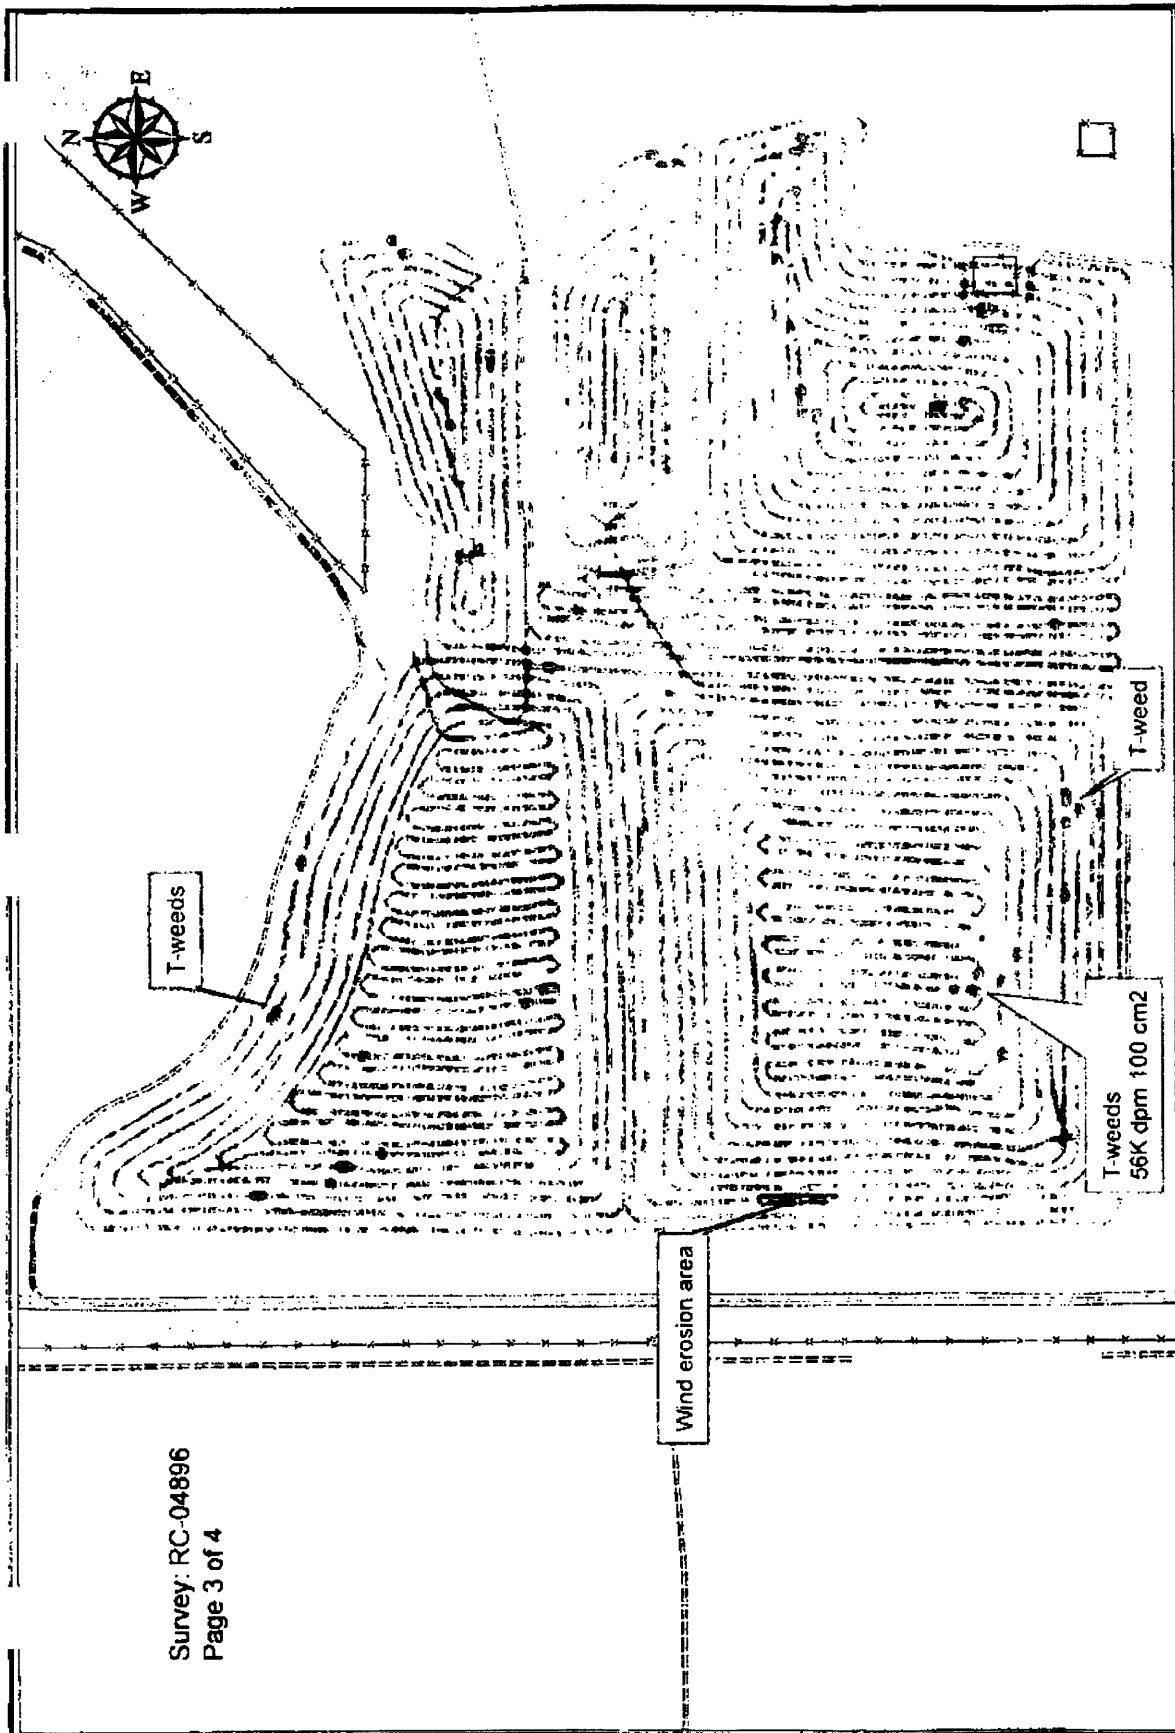 Survey: RC-04896
Page 3 of 4
N
E
S
W
T-weeds
Wind erosion area
T-weeds
56K dpm 100 cm2
T-weed